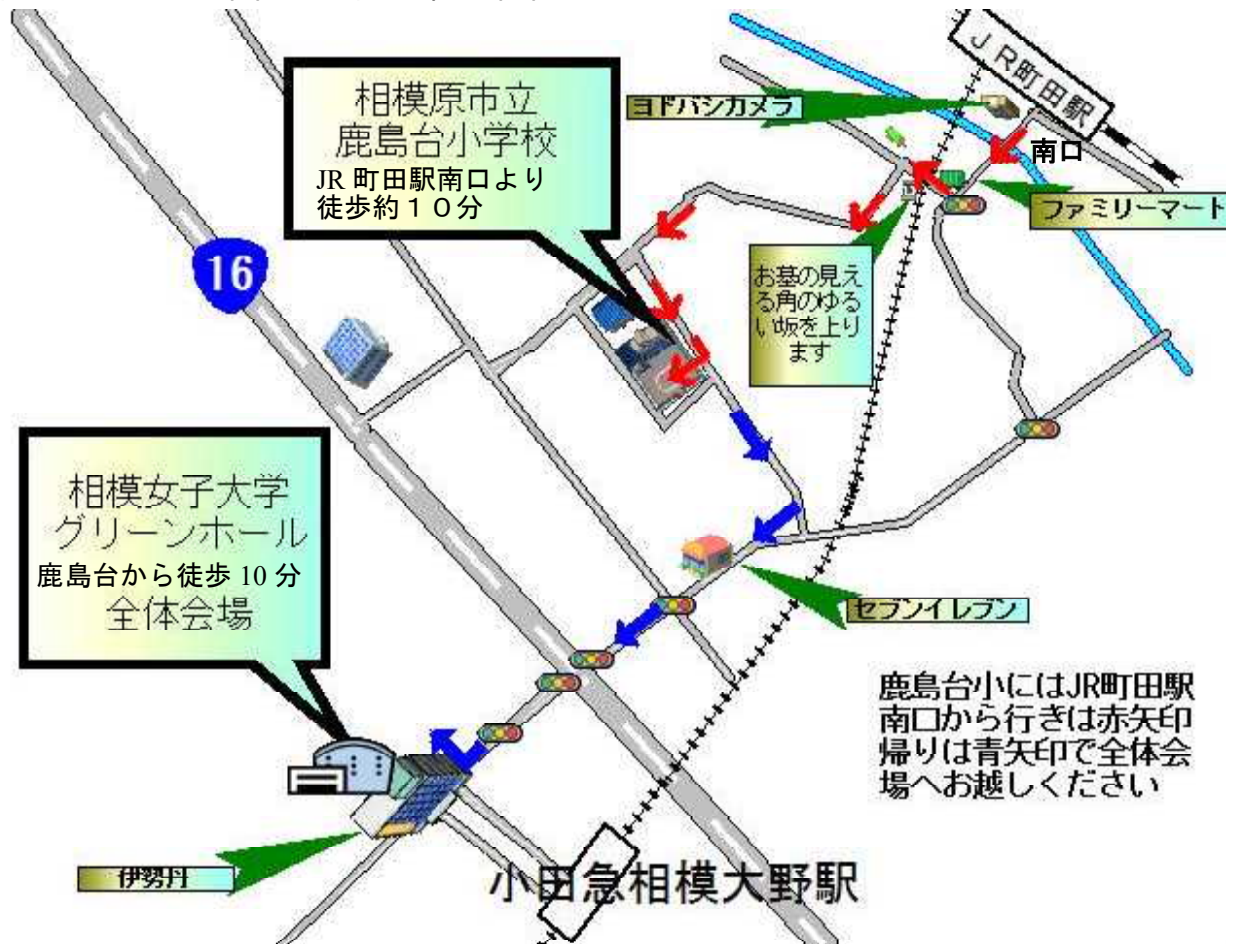 JR町田駅
相模原市立
鹿島台小学校
JR 町田駅南口より
徒歩約１０分
ヨドバシカメラ
南口
ファミリーマート
16
お墓の見え
る角のゆる
い坂を上り
ます
相模女子大学
グリーンホール
鹿島台から徒歩 10 分
全体会場
セブンイレブン
鹿島台小にはJR町田駅
南口から行きは赤矢印
帰りは青矢印で全体会
場へお越しください
伊勢丹
小田急相模大野駅